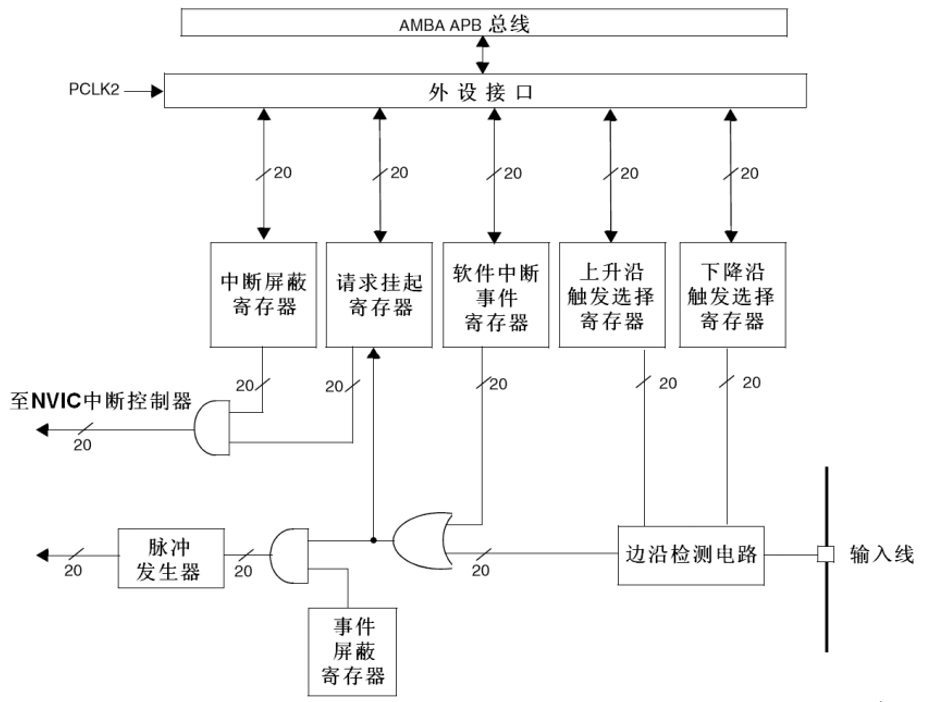 AMBA APB 总线
PCLK2
外设接口
20
20
20
20
20
中断屏蔽
寄存器
请求挂起
寄存器
软件中断
事件
寄存器
上升沿
触发选择
寄存器
下降沿
触发选择
寄存器
20
20
20
20
20
至NVIC中断控制器
20
脉冲
发生器
20
20
20
边沿检测电路
输入线
事件
屏蔽
寄存器